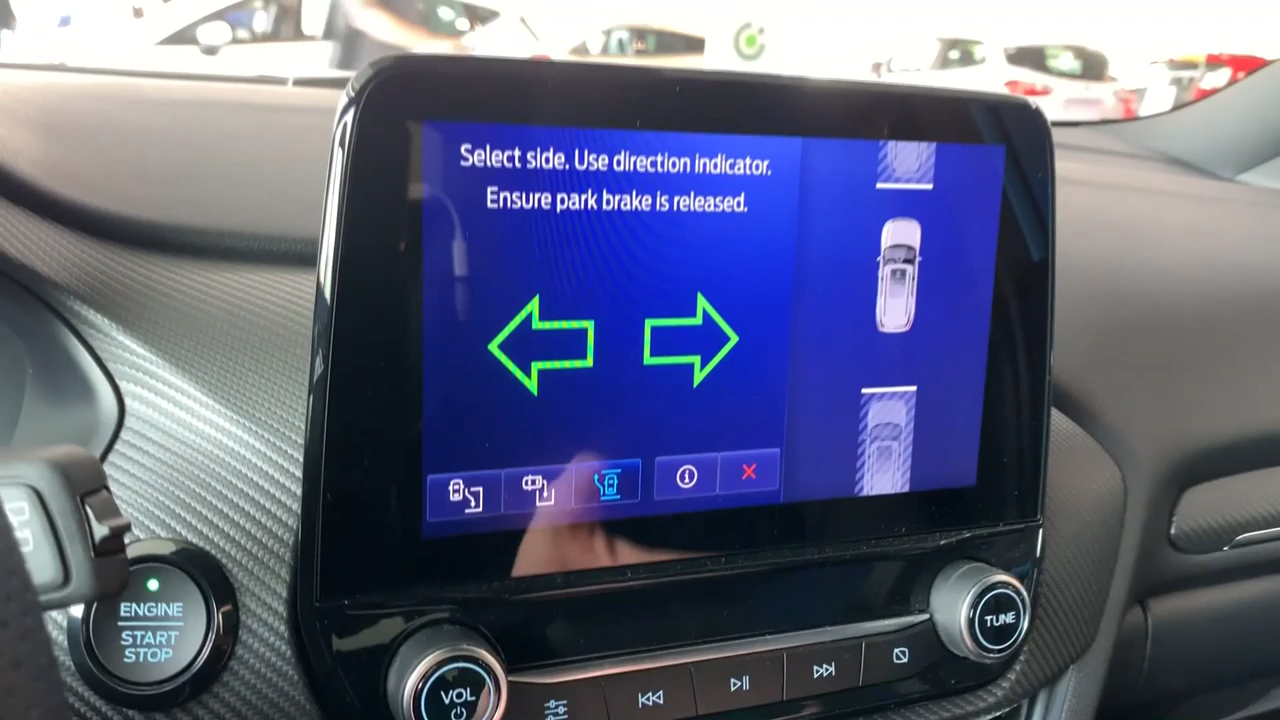 Select side. Use direction indicator.
Ensure park brake is released.
ENGINE
START
STOP
VOL
TUNE